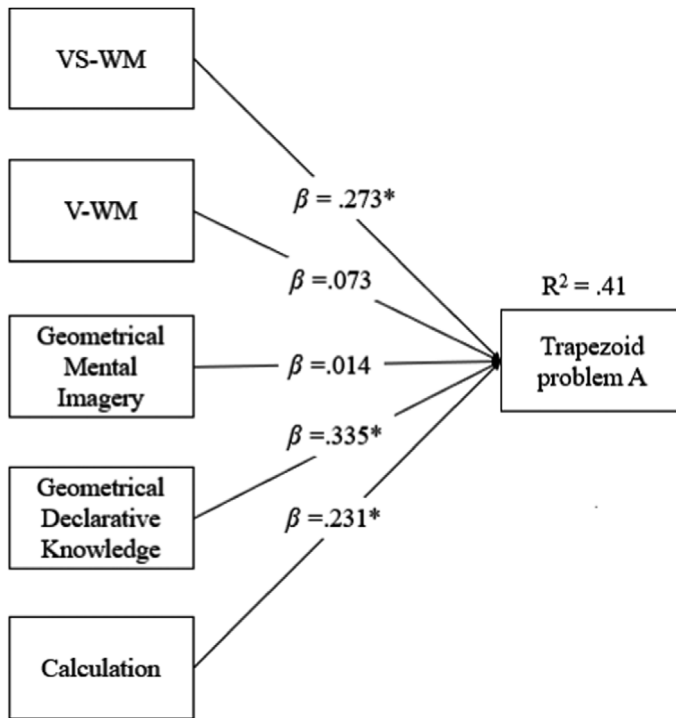 VS-WM
β = .273*
V-WM
β =.073
R² = .41
Geometrical
Mental
Imagery
β =.014
Trapezoid
problem A
β =.335*
Geometrical
Declarative
Knowledge
β =.231*
Calculation